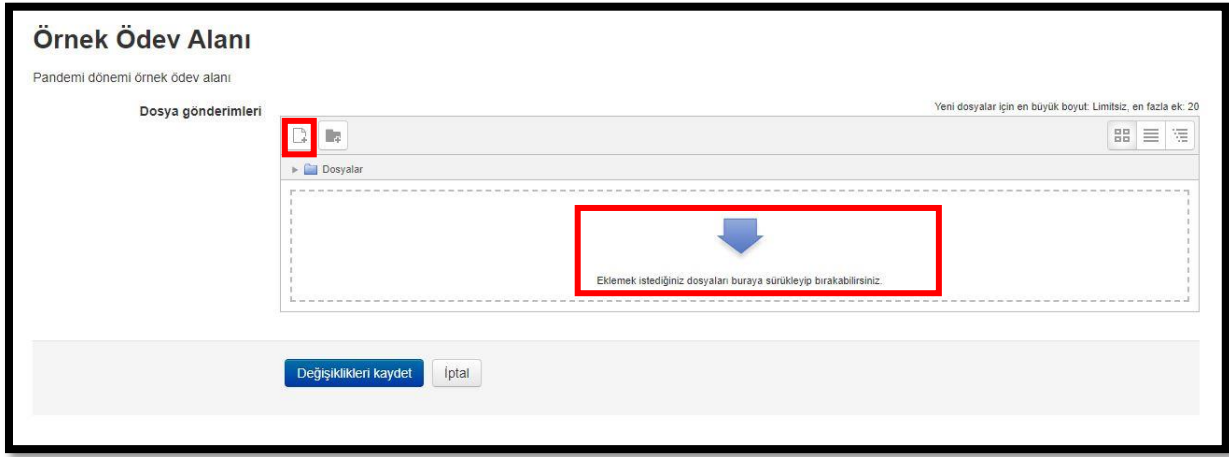 Örnek Ödev Alanı
Pandemi dönemi örnek ödev alanı
Dosya gönderimleri
Yeni dosyalar için en büyük boyut: Limitsiz, en fazla ek: 20
Dosyalar
Eklemek istediğiniz dosyaları buraya sürükleyip bırakabilirsiniz.
Değişiklikleri kaydet
İptal